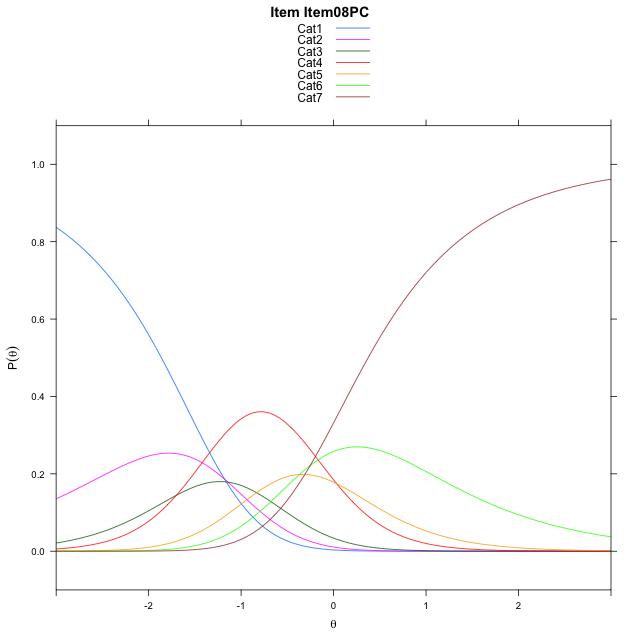 Item Item08PC
Cat1
Cat2
Cat3
Cat4
Cat5
Cat6
Cat7
1.0
0.8
0.6
0.4
0.2
0.0
P(θ)
-2
-1
0
1
2
θ